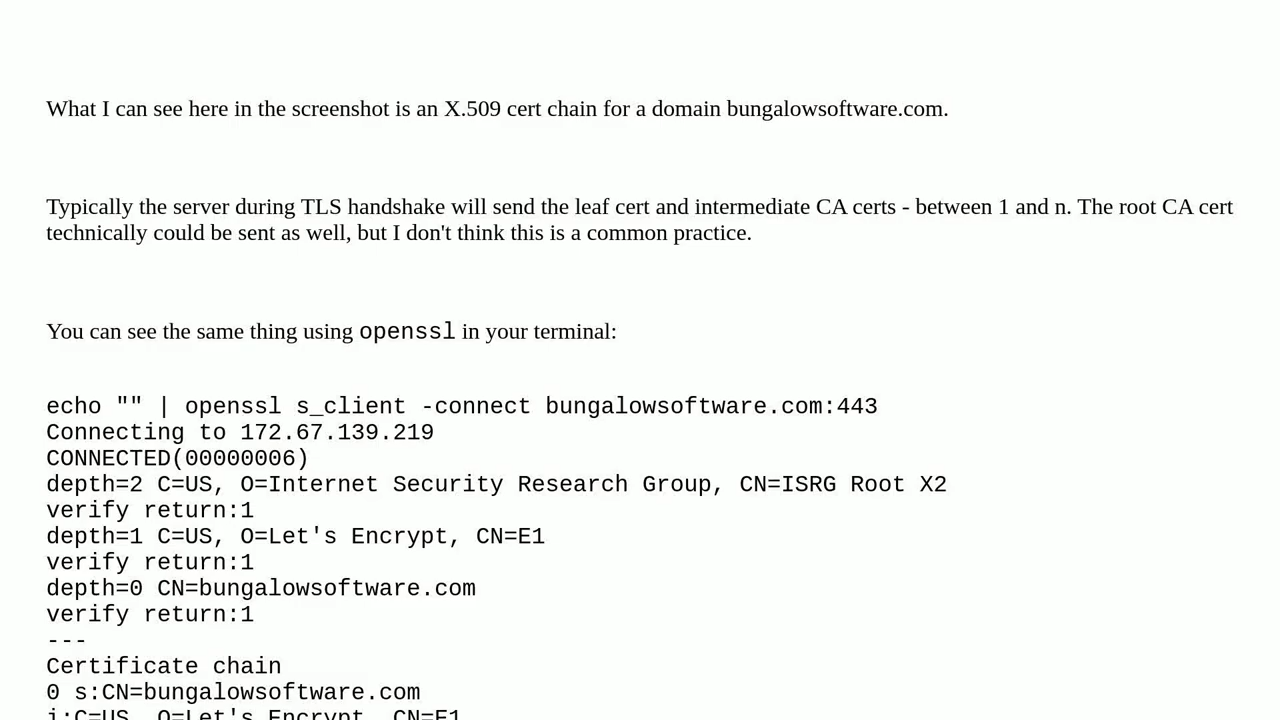 What I can see here in the screenshot is an X.509 cert chain for a domain bungalowsoftware.com.
Typically the server during TLS handshake will send the leaf cert and intermediate CA certs - between 1 and n. The root CA cert
technically could be sent as well, but I don't think this is a common practice.
You can see the same thing using openssl in your terminal:
echo "" | openssl s_client -connect bungalowsoftware.com:443
Connecting to 172.67.139.219
CONNECTED(00000006)
depth=2 C=US, O=Internet Security Research Group, CN=ISRG Root X2
verify return:1
depth=1 C=US, O=Let's Encrypt, CN=E1
verify return:1
depth=0 CN=bungalowsoftware.com
verify return:1
---
Certificate chain
0 s:CN=bungalowsoftware.com
i:C=US, O=Let's Encrypt, CN=E1